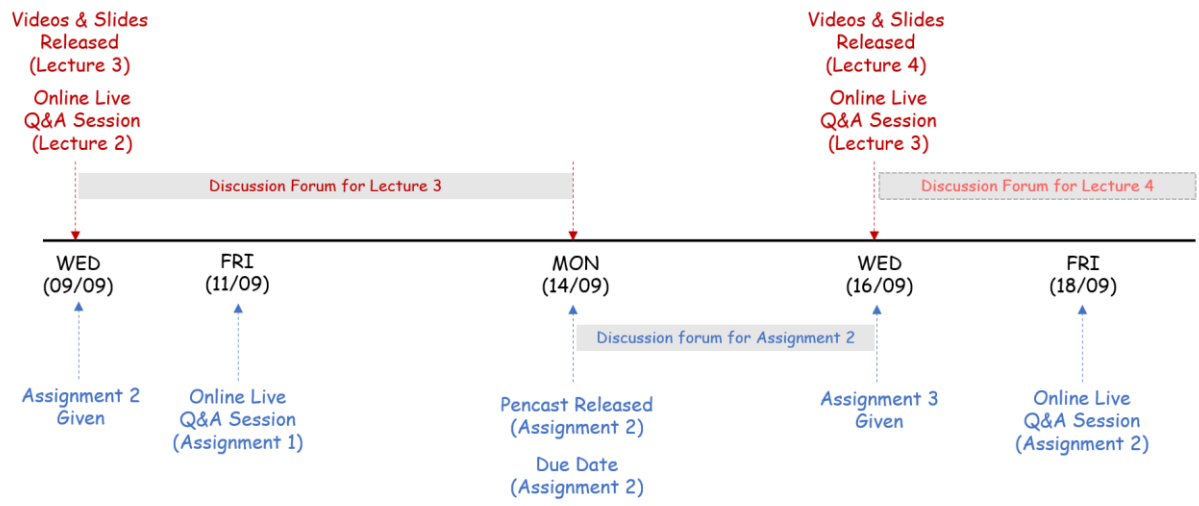 Videos & Slides
Released
(Lecture 3)
Online Live
Q&A Session
(Lecture 2)
Videos & Slides
Released
(Lecture 4)
Online Live
Q&A Session
(Lecture 3)
Discussion Forum for Lecture 3
Discussion Forum for Lecture 4
WED
(09/09)
FRI
(11/09)
MON
(14/09)
WED
(16/09)
FRI
(18/09)
Discussion forum for Assignment 2
Assignment 2
Given
Online Live
Q&A Session
(Assignment 1)
Pencast Released
(Assignment 2)
Due Date
(Assignment 2)
Assignment 3
Given
Online Live
Q&A Session
(Assignment 2)